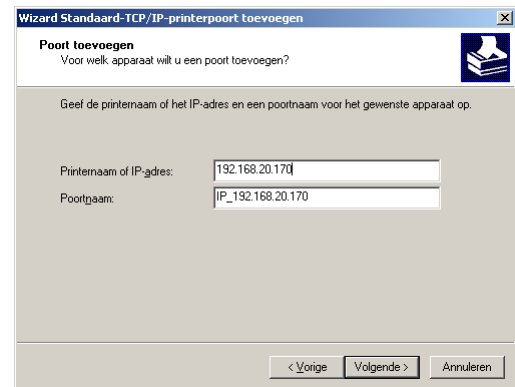 Wizard Standaard-TCP/IP-printerpoort toevoegen
Poort toevoegen
Voor welk apparaat wilt u een poort toevoegen?
Geef de printernaam of het IP-adres en een poortnaam voor het gewenste apparaat op.
Printernaam of IP-adres: 192.168.20.170
Poortnaam: IP_192.168.20.170
< Vorige Volgende > Annuleren